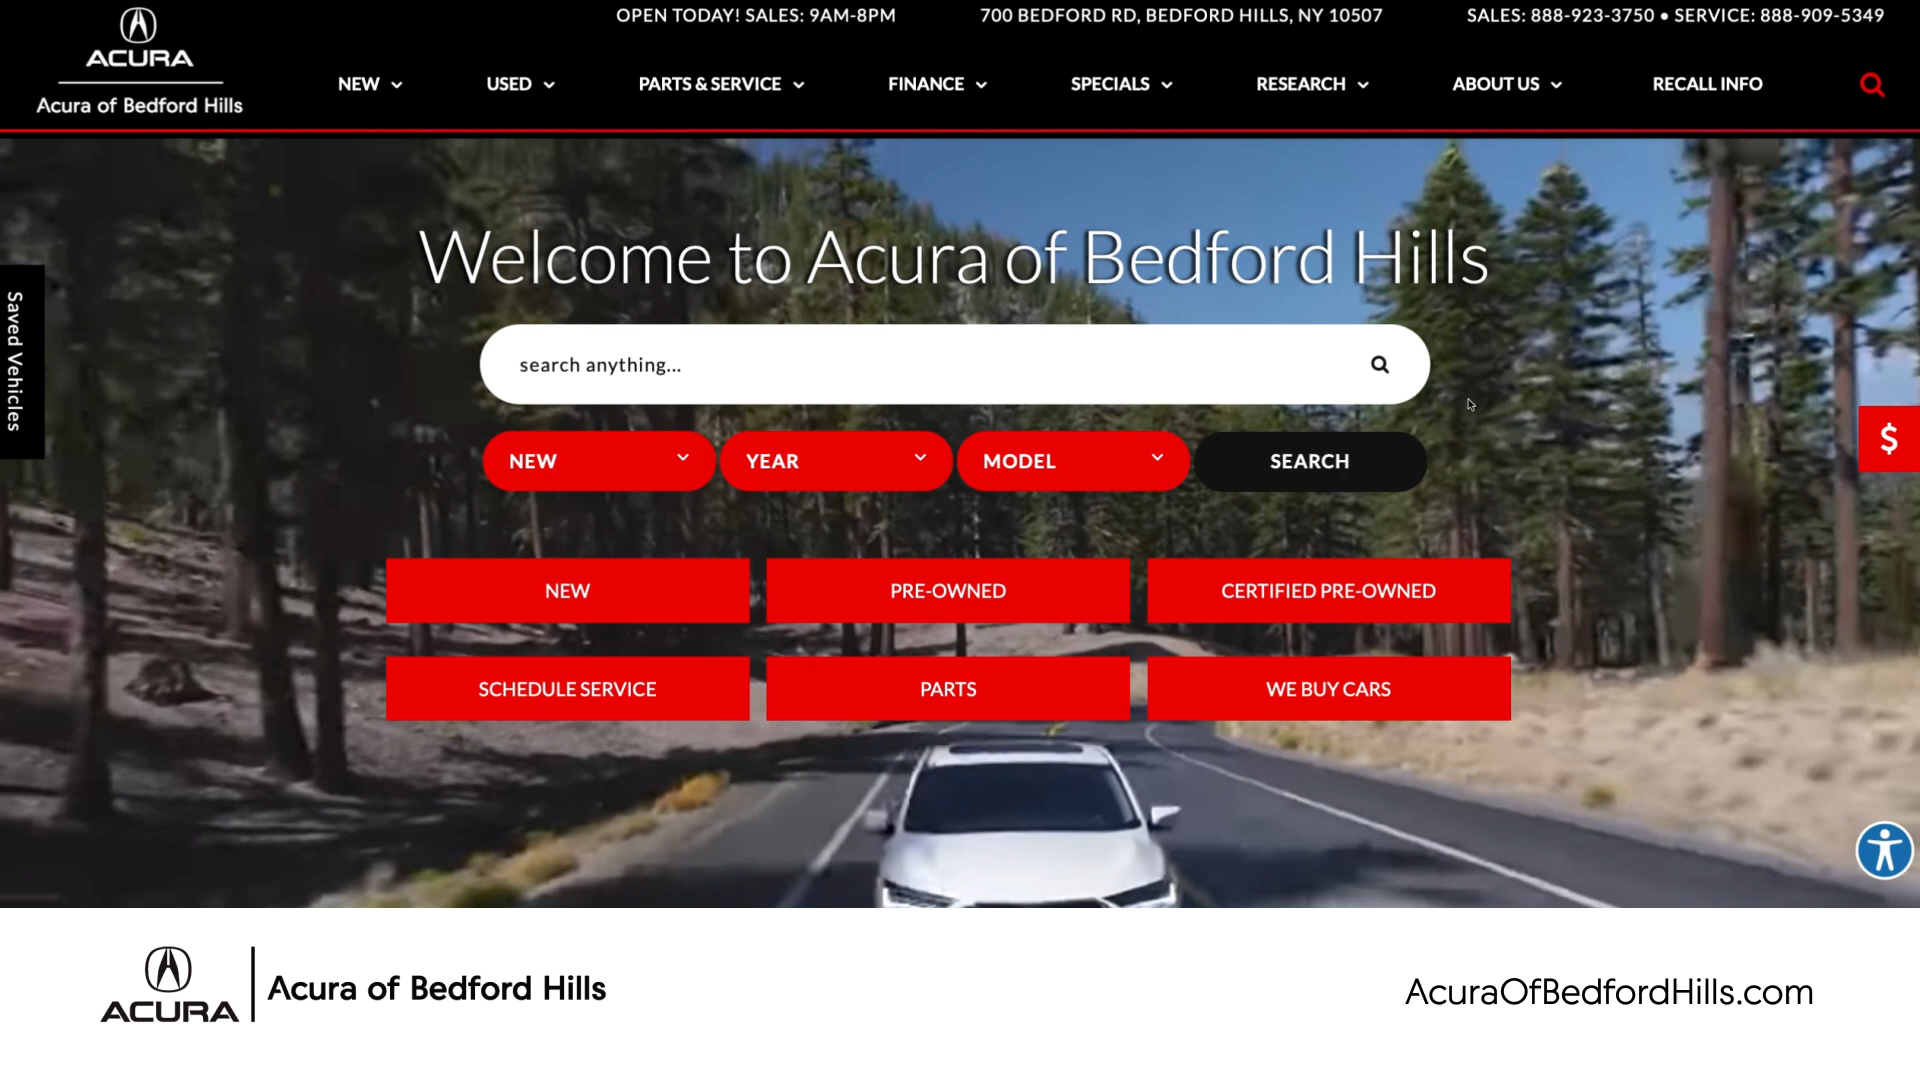 OPEN TODAY! SALES: 9AM-8PM 700 BEDFORD RD, BEDFORD HILLS, NY 10507 SALES: 888-923-3750 • SERVICE: 888-909-5349
ACURA
Acura of Bedford Hills
NEW USED PARTS & SERVICE FINANCE SPECIALS RESEARCH ABOUT US RECALL INFO
Welcome to Acura of Bedford Hills
Saved Vehicles
search anything...
$
NEW YEAR MODEL SEARCH
NEW PRE-OWNED CERTIFIED PRE-OWNED
SCHEDULE SERVICE PARTS WE BUY CARS
ACURA
Acura of Bedford Hills
AcuraOfBedfordHills.com